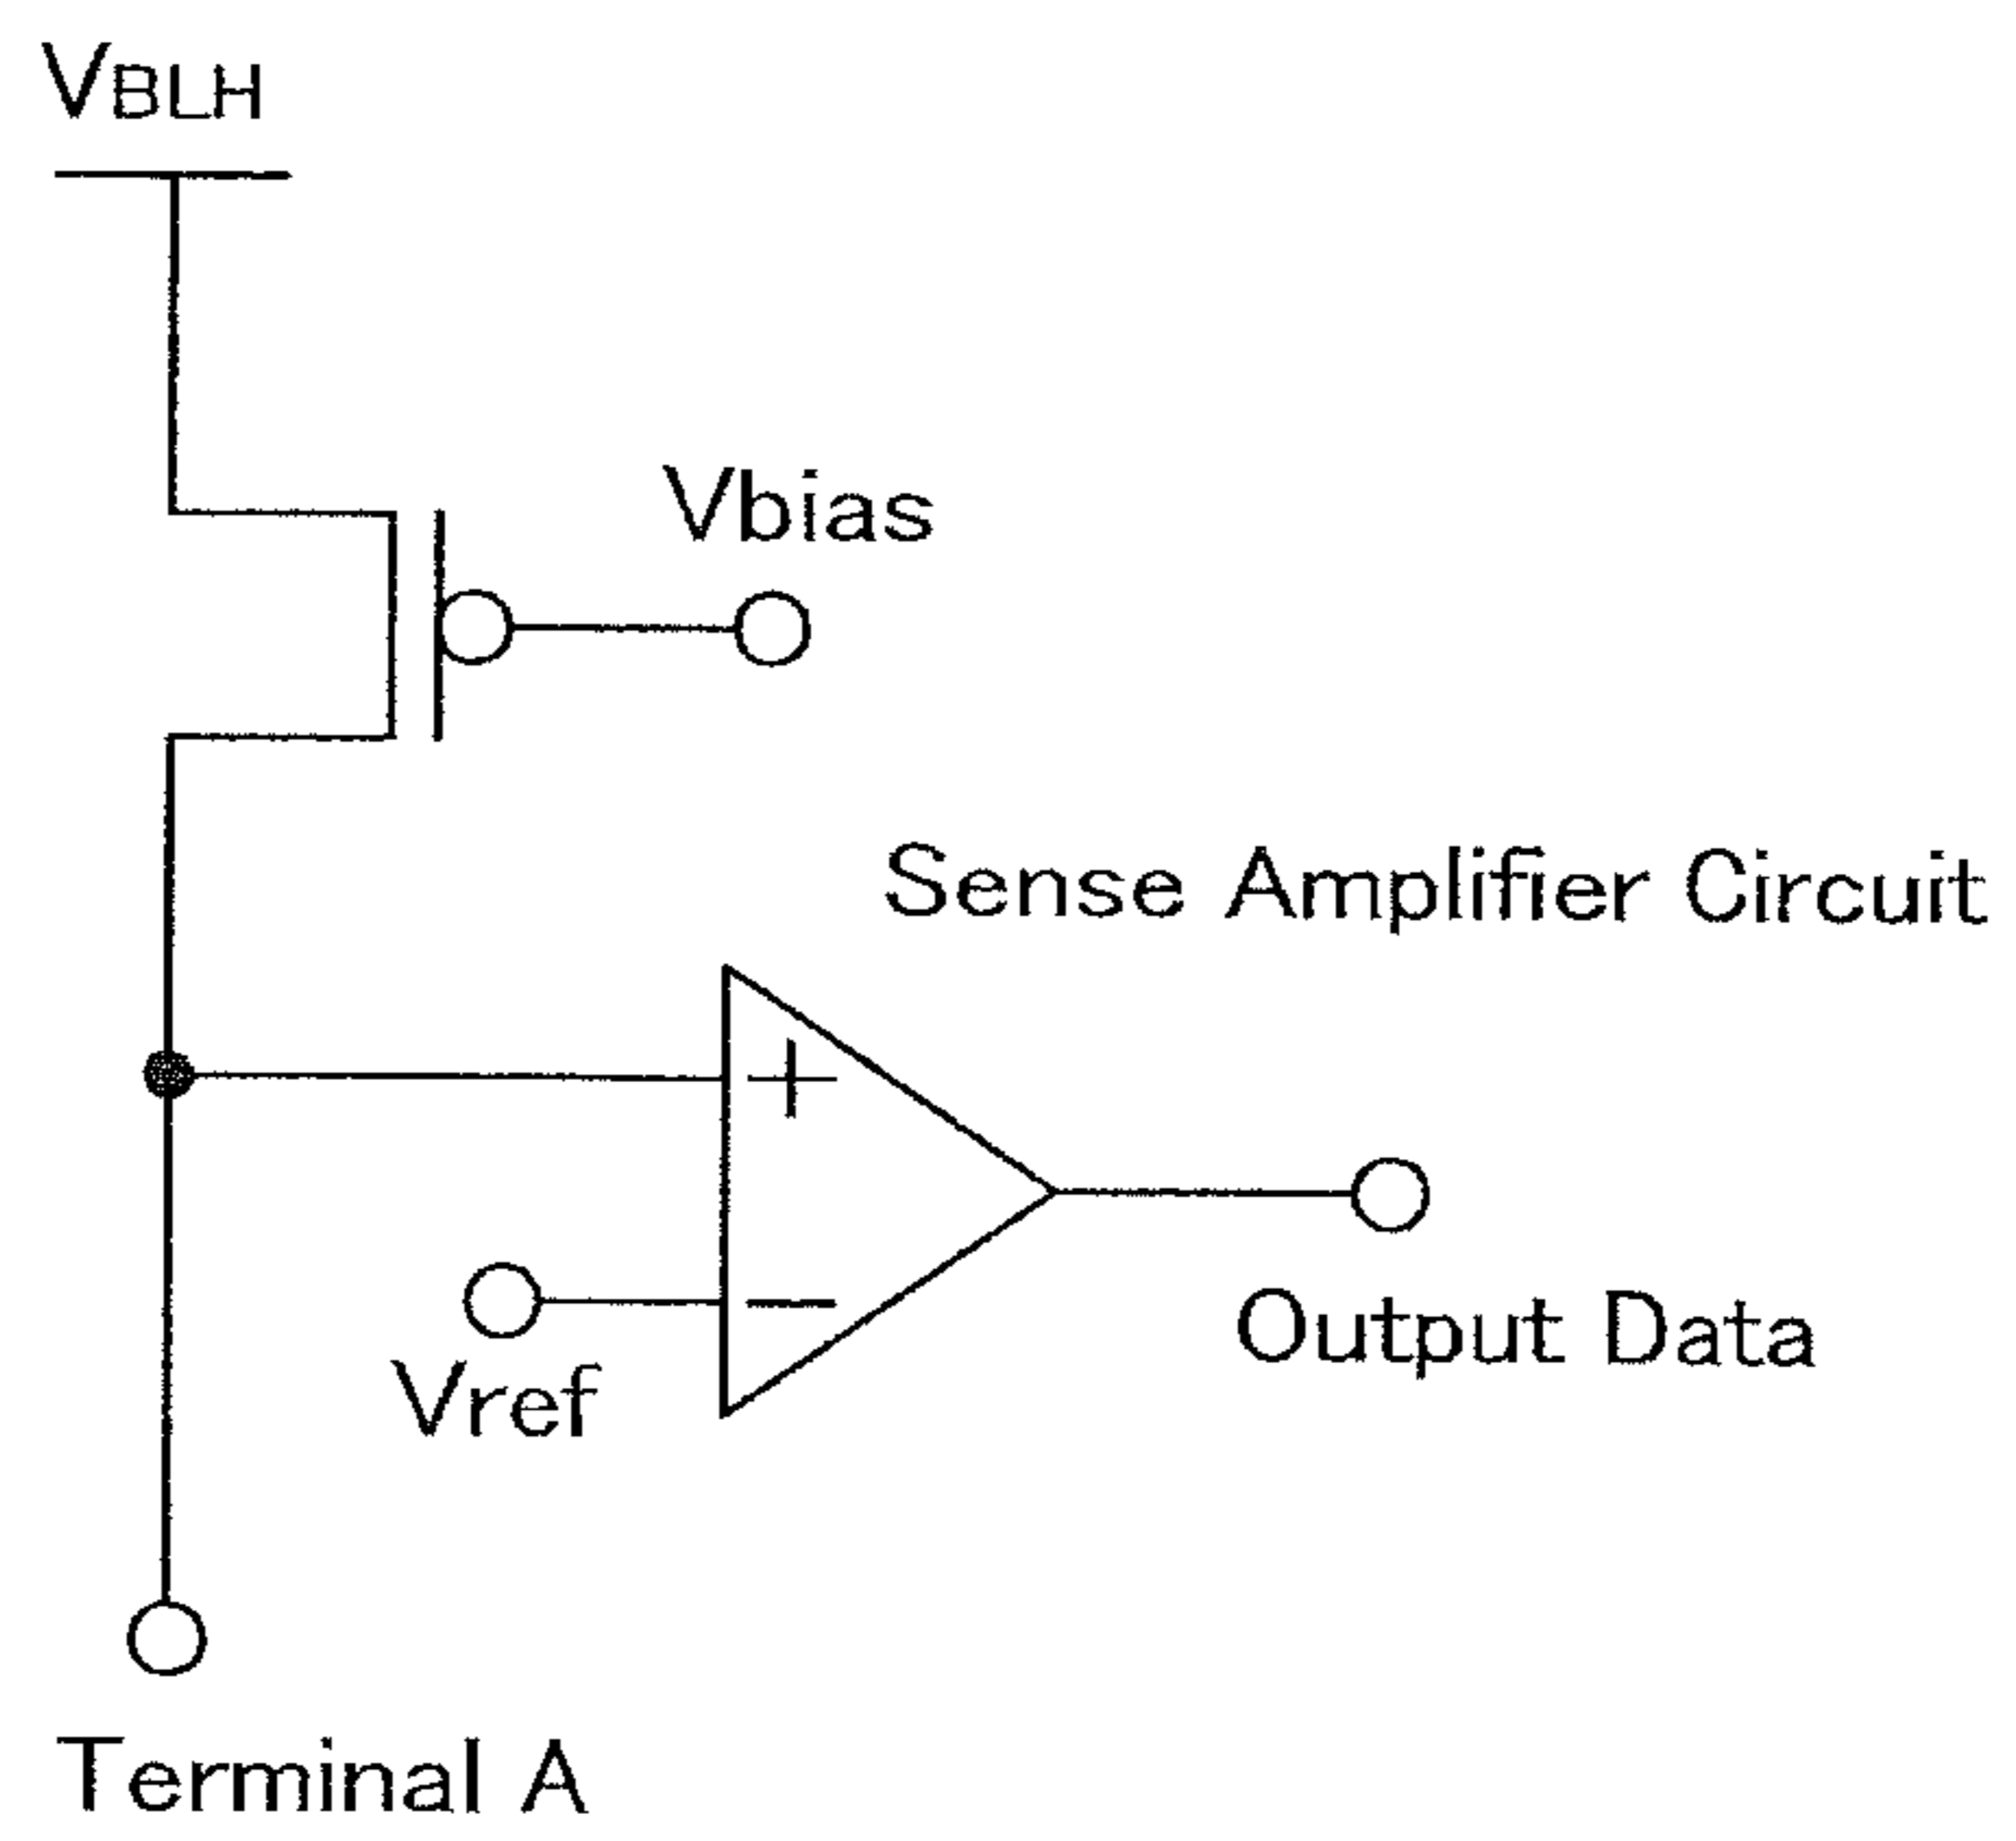 VBLH
Vbias
Sense Amplifier Circuit
+
−
Vref
Output Data
Terminal A